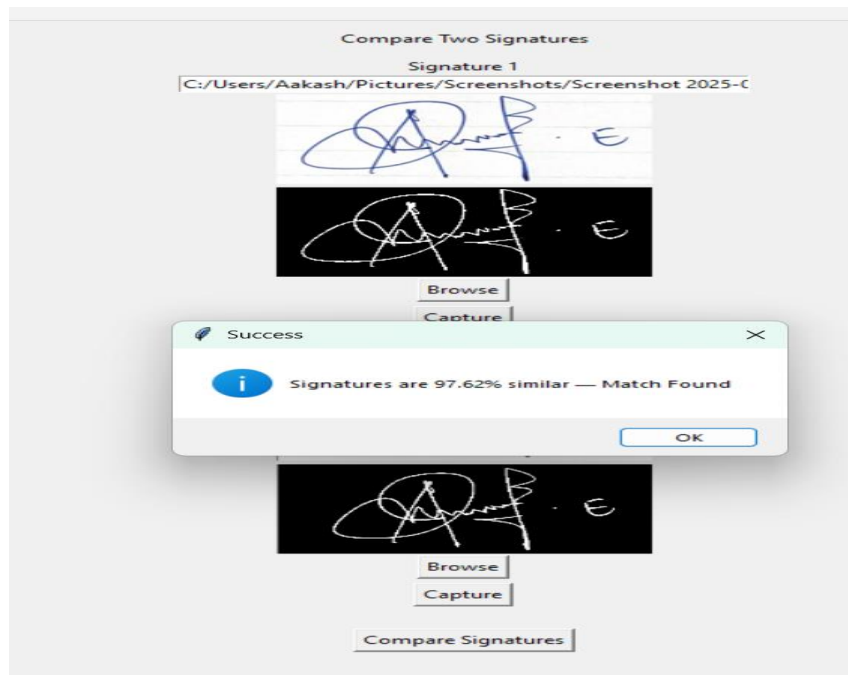 Compare Two Signatures
Signature 1
C:/Users/Aakash/Pictures/Screenshots/Screenshot 2025-0
. E
. E
Browse
Capture
Success
Signatures are 97.62% similar — Match Found
OK
. E
Browse
Capture
Compare Signatures